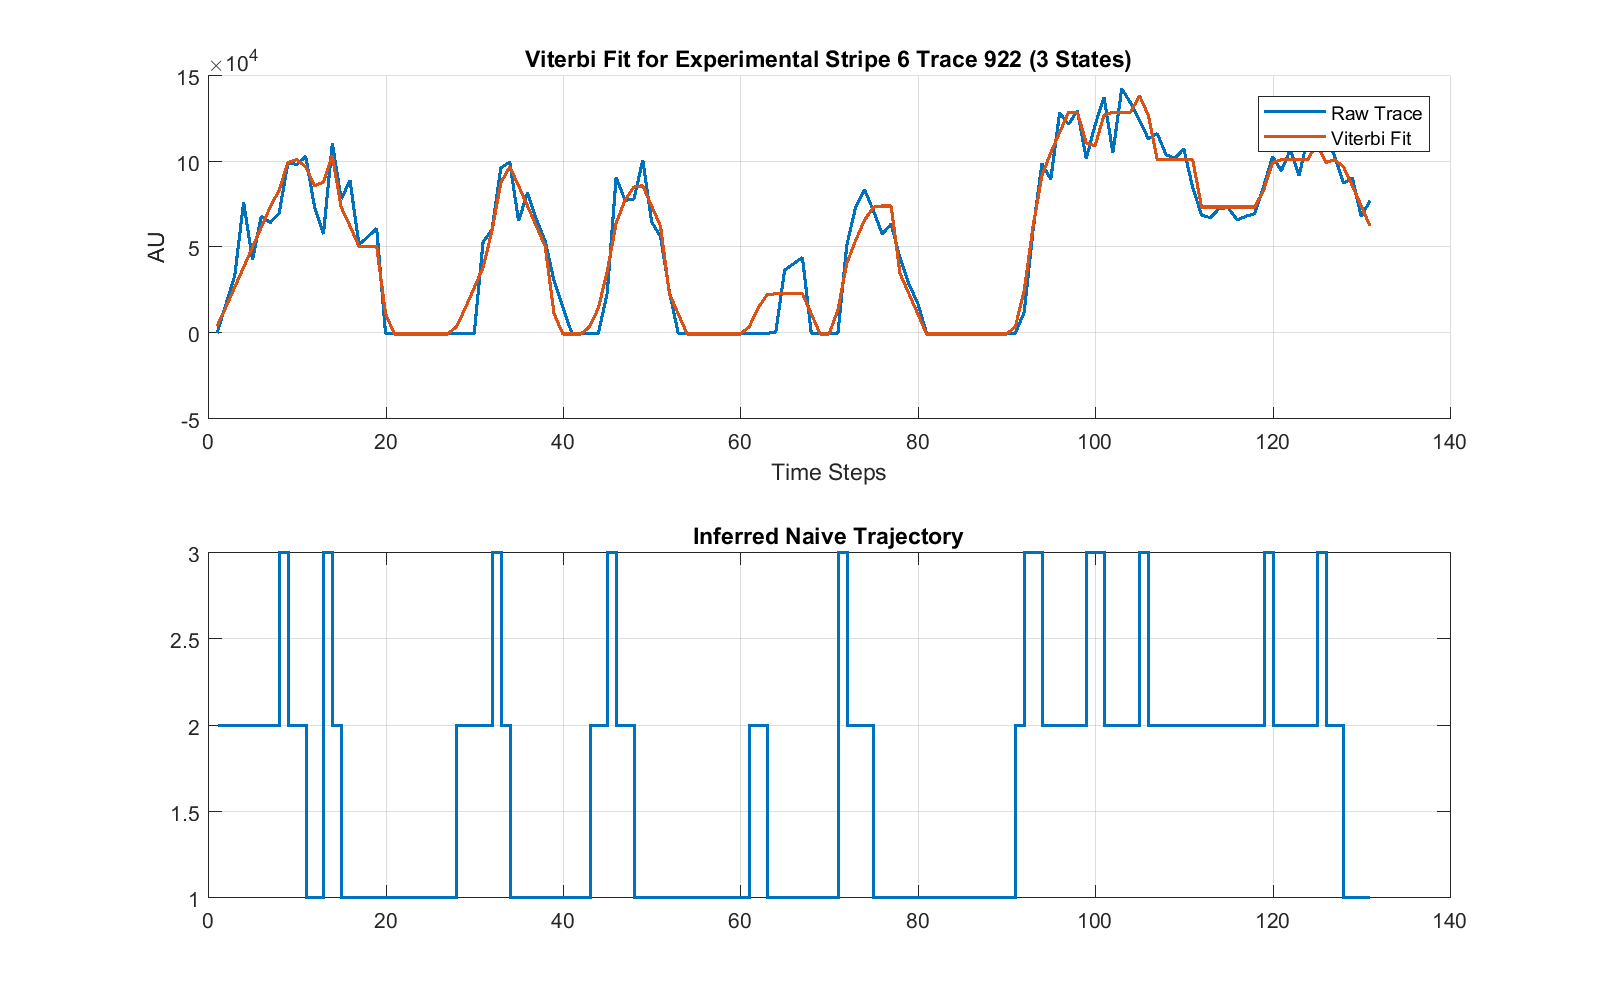 Viterbi Fit for Experimental Stripe 6 Trace 922 (3 States)
×10⁴
15
10
5
0
-5
AU
Raw Trace
Viterbi Fit
0 20 40 60 80 100 120 140
Time Steps
Inferred Naive Trajectory
3
2.5
2
1.5
1
0 20 40 60 80 100 120 140